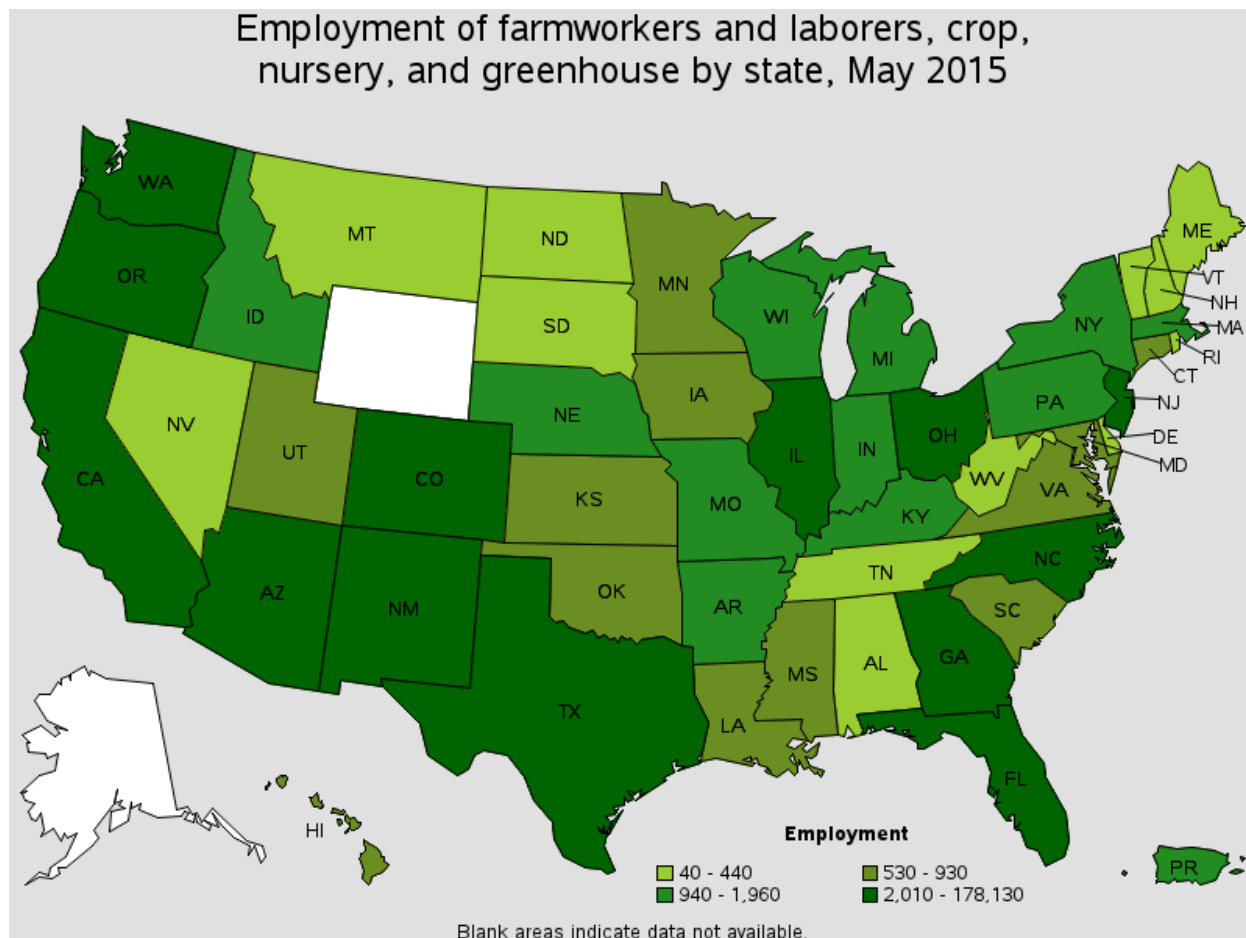 Employment of farmworkers and laborers, crop,
nursery, and greenhouse by state, May 2015
WA
MT
ND
MN
ME
VT
NH
OR
ID
SD
WI
MI
NY
MA
RI
CT
NV
UT
NE
IA
PA
NJ
CA
CO
KS
IL
IN
OH
DE
MD
WV
VA
MO
KY
AZ
NM
OK
AR
TN
NC
SC
MS
AL
GA
TX
LA
FL
HI
PR
Employment
40 - 440
530 - 930
940 - 1,960
2,010 - 178,130
Blank areas indicate data not available.